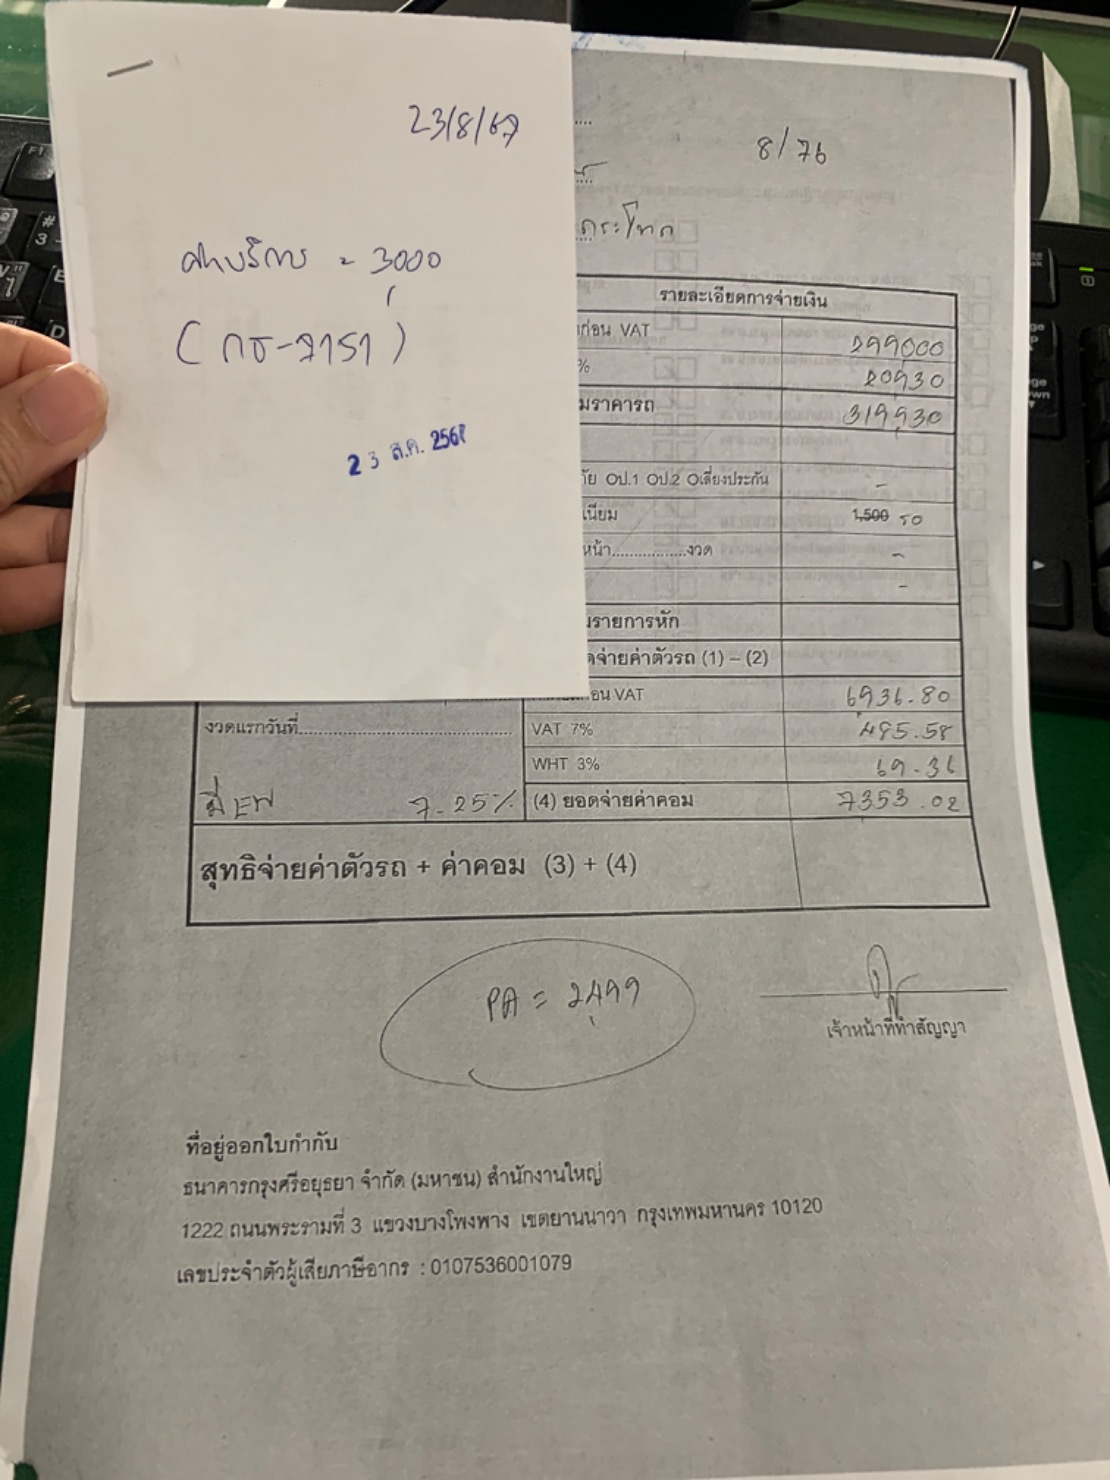 23/8/67
ค่าบริการ = 3000
(กธ-7151)
23 ส.ค. 2567
8/76
กระโทก
รายละเอียดการจ่ายเงิน
ก่อน VAT 299000
% 20930
มราคารถ 319930
ภัย Oป.1 Oป.2 Oเลี่ยงประกัน -
เนียม 1,500 50
หน้า.................งวด -
-
มรายการหัก
ดจ่ายค่าตัวรถ (1) – (2)
อน VAT 6936.80
งวดแรกวันที่ VAT 7% 485.58
WHT 3% 69.36
มี EW 7.25% (4) ยอดจ่ายค่าคอม 7353.02
สุทธิจ่ายค่าตัวรถ + ค่าคอม (3) + (4)
PA = 2,499
เจ้าหน้าที่ทำสัญญา
ที่อยู่ออกใบกำกับ
ธนาคารกรุงศรีอยุธยา จำกัด (มหาชน) สำนักงานใหญ่
1222 ถนนพระรามที่ 3 แขวงบางโพงพาง เขตยานนาวา กรุงเทพมหานคร 10120
เลขประจำตัวผู้เสียภาษีอากร : 0107536001079